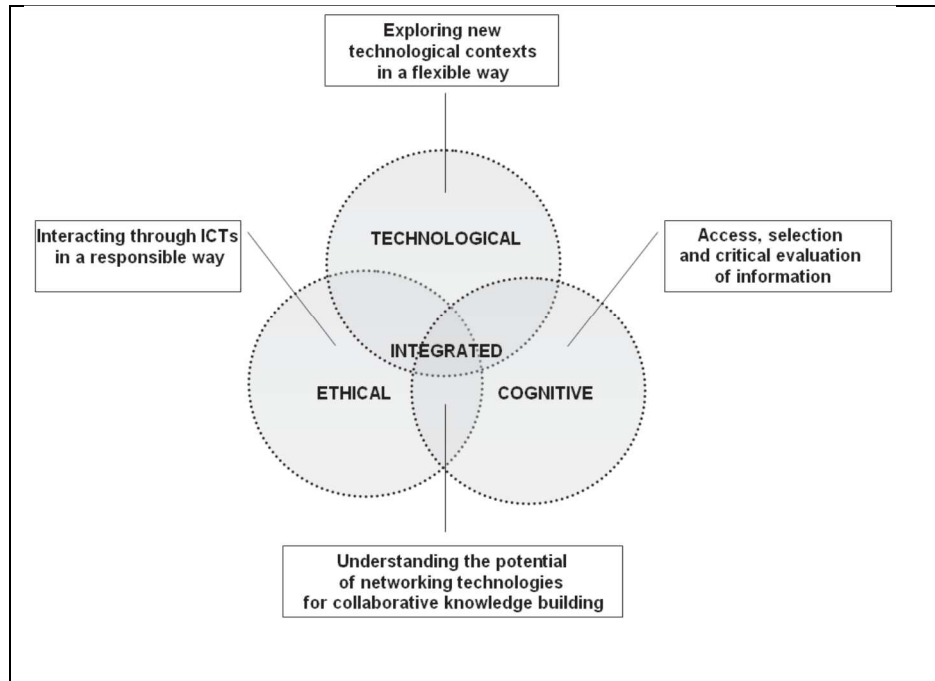 Exploring new
technological contexts
in a flexible way
Interacting through ICTs
in a responsible way
TECHNOLOGICAL
Access, selection
and critical evaluation
of information
INTEGRATED
ETHICAL
COGNITIVE
Understanding the potential
of networking technologies
for collaborative knowledge building